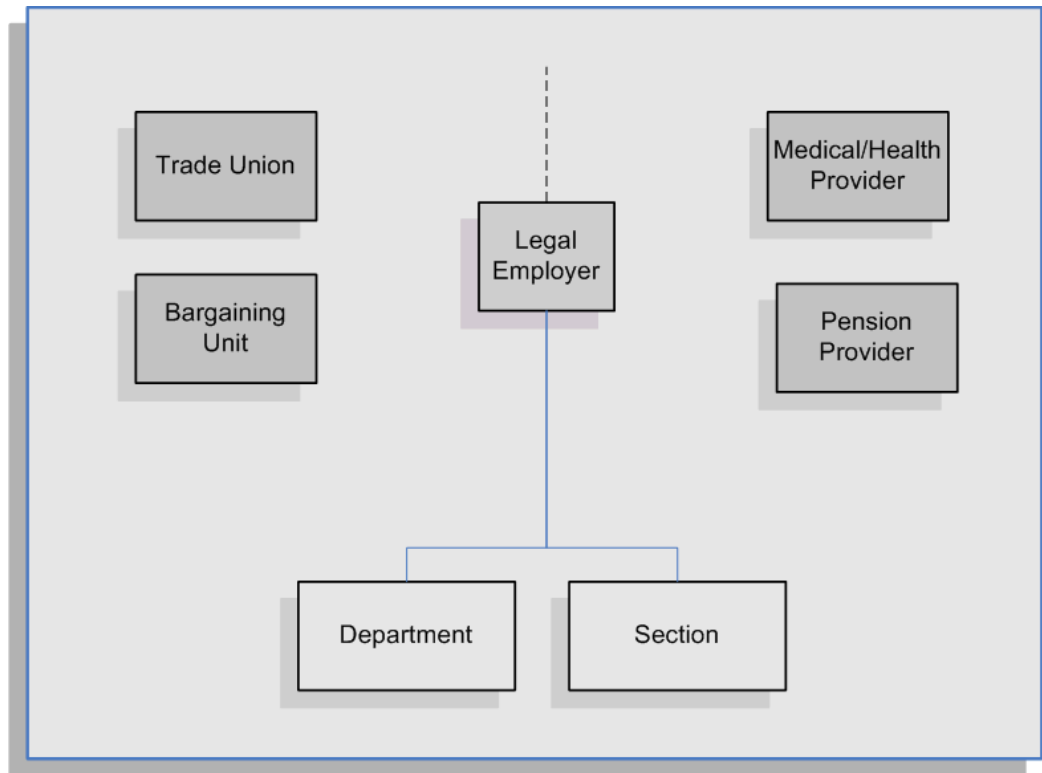 Trade Union
Medical/Health
Provider
Legal
Employer
Bargaining
Unit
Pension
Provider
Department
Section